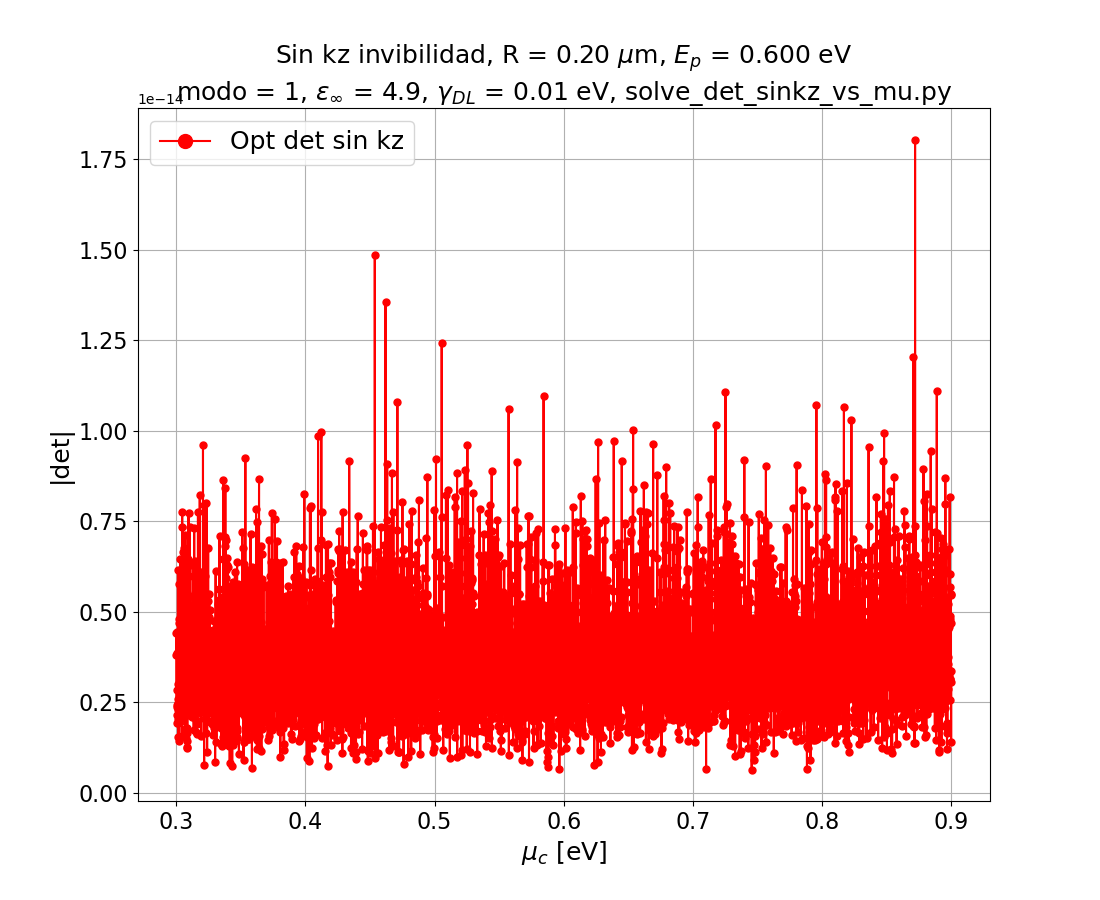 Sin kz invibilidad, R = 0.20 μm, E_p = 0.600 eV
modo = 1, ε_∞ = 4.9, γ_DL = 0.01 eV, solve_det_sinkz_vs_mu.py
1e−14
Opt det sin kz
1.75
1.50
1.25
1.00
0.75
0.50
0.25
0.00
|det|
0.3 0.4 0.5 0.6 0.7 0.8 0.9
μ_c [eV]